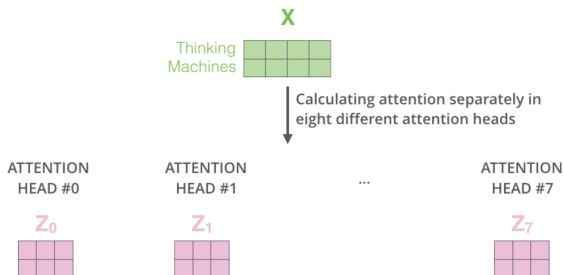 X
Thinking
Machines
Calculating attention separately in
eight different attention heads
ATTENTION
HEAD #0
ATTENTION
HEAD #1
...
ATTENTION
HEAD #7
Z0
Z1
Z7